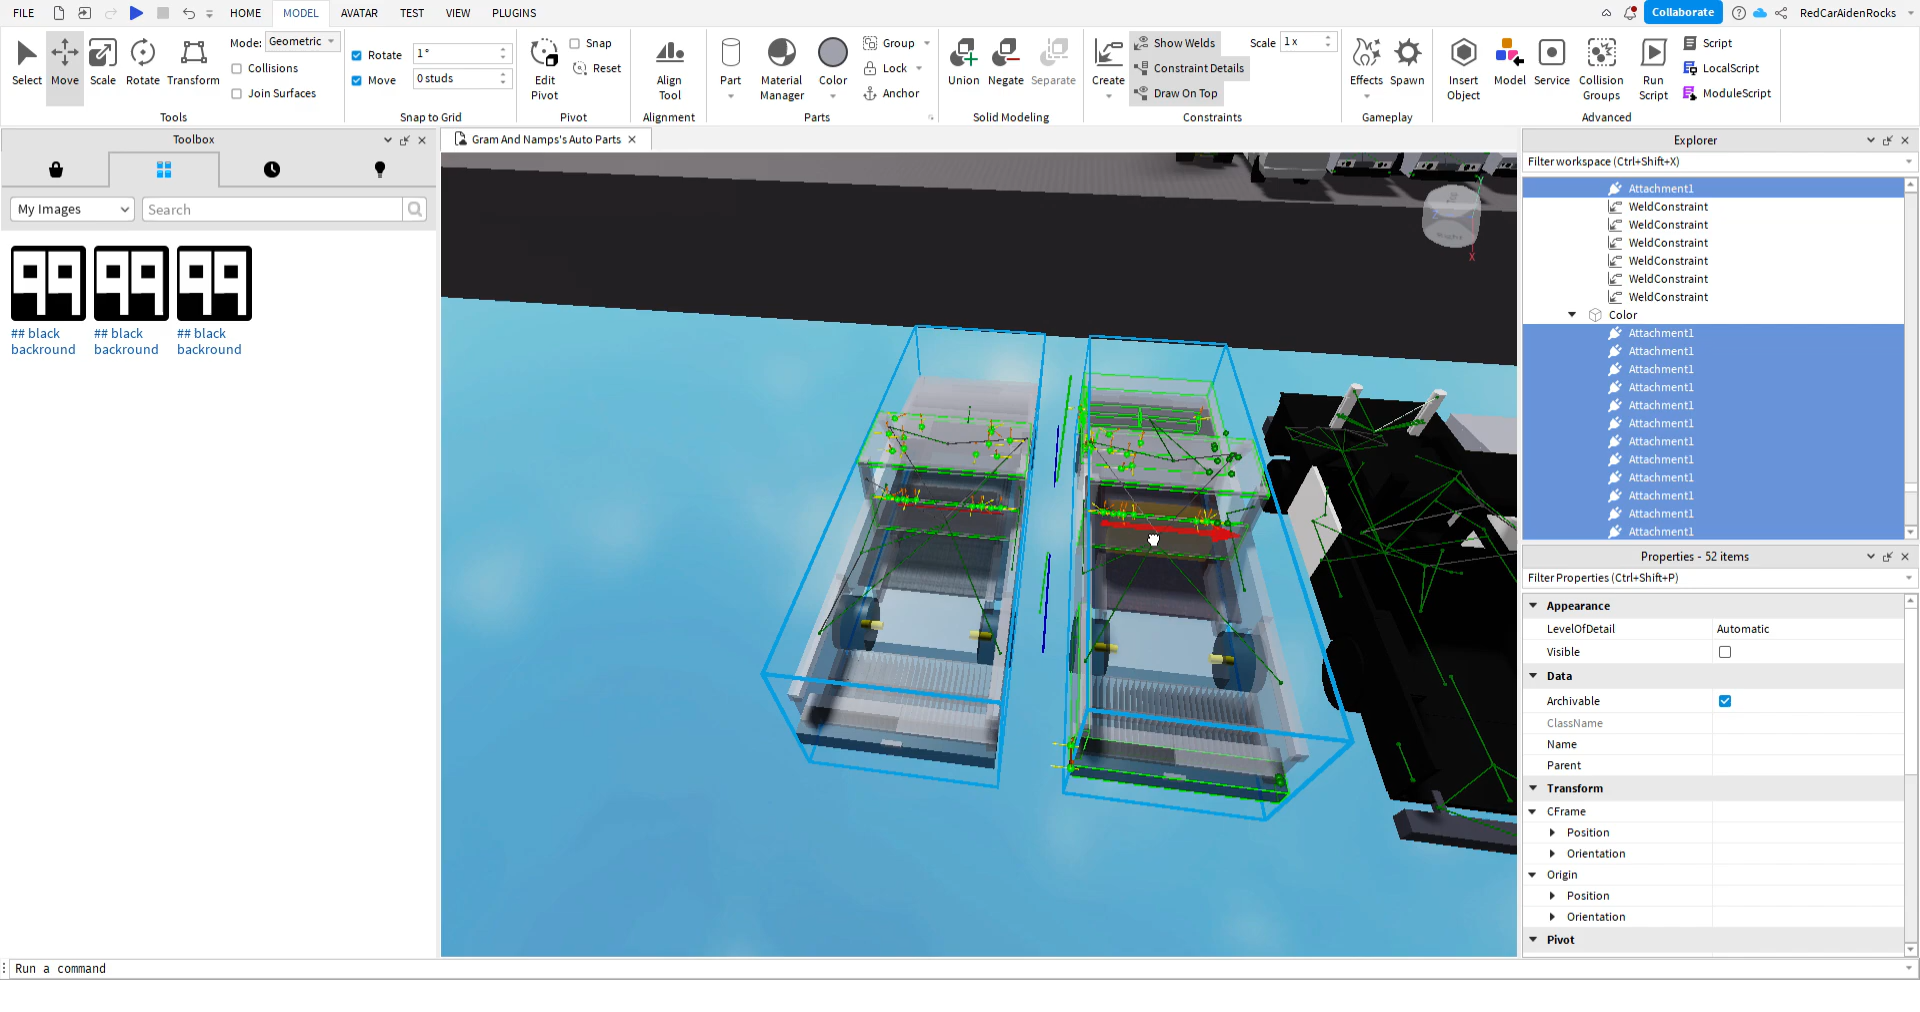 FILE
HOME
MODEL
AVATAR
TEST
VIEW
PLUGINS
Collaborate
RedCarAidenRocks
Select
Move
Scale
Rotate
Transform
Mode: Geometric
Collisions
Join Surfaces
Tools
Rotate
1°
Move
0 studs
Snap to Grid
Edit
Pivot
Snap
Reset
Pivot
Align
Tool
Alignment
Part
Material
Manager
Color
Group
Lock
Anchor
Parts
Union
Negate
Separate
Solid Modeling
Create
Show Welds
Constraint Details
Draw On Top
Scale
1 x
Constraints
Effects
Spawn
Gameplay
Insert
Object
Model
Service
Collision
Groups
Run
Script
Script
LocalScript
ModuleScript
Advanced
Toolbox
My Images
Search
## black
backround
## black
backround
## black
backround
Gram And Namps's Auto Parts
X
Explorer
Filter workspace (Ctrl+Shift+X)
Attachment1
WeldConstraint
WeldConstraint
WeldConstraint
WeldConstraint
WeldConstraint
WeldConstraint
Color
Attachment1
Attachment1
Attachment1
Attachment1
Attachment1
Attachment1
Attachment1
Attachment1
Attachment1
Attachment1
Attachment1
Attachment1
Properties - 52 items
Filter Properties (Ctrl+Shift+P)
Appearance
LevelOfDetail
Automatic
Visible
Data
Archivable
ClassName
Name
Parent
Transform
CFrame
Position
Orientation
Origin
Position
Orientation
Pivot
Run a command